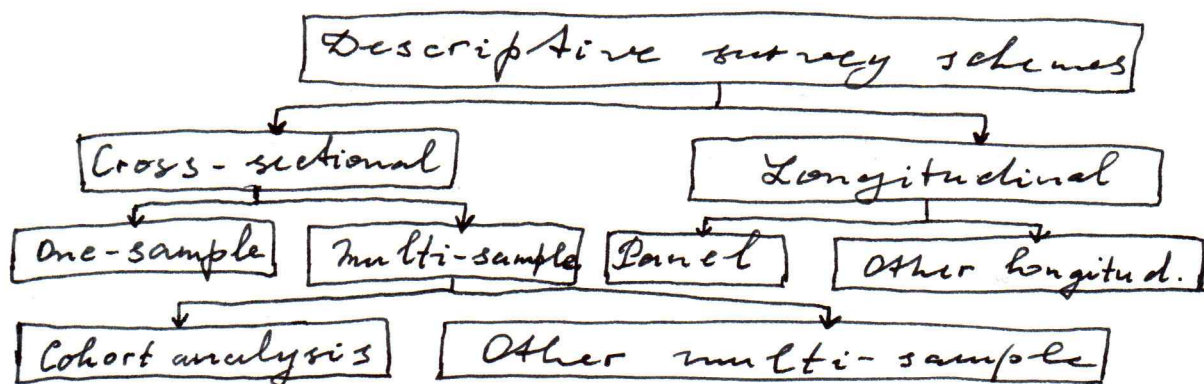 Descriptive survey schemes
Cross-sectional
Longitudinal
One-sample
Multi-sample
Panel
Other longitud.
Cohort analysis
Other multi-sample